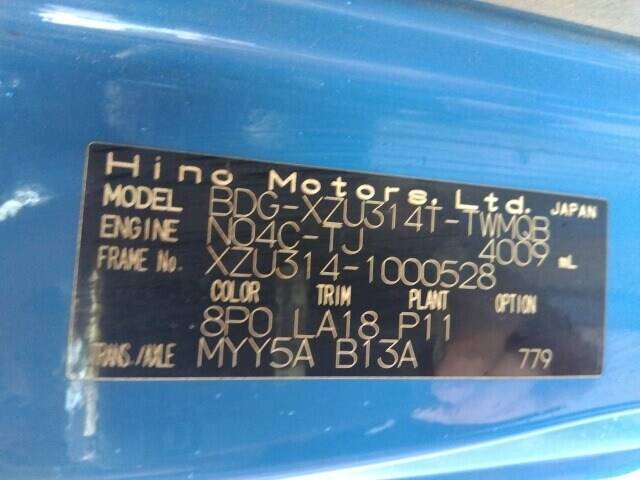 Hino Motors, Ltd. JAPAN
MODEL BDG-XZU314T-TWMQB
ENGINE N04C-TJ 4009 mL
FRAME No. XZU314-1000528
COLOR TRIM PLANT OPTION
8P0 LA18 P11
TRANS./AXLE MYY5A B13A 779